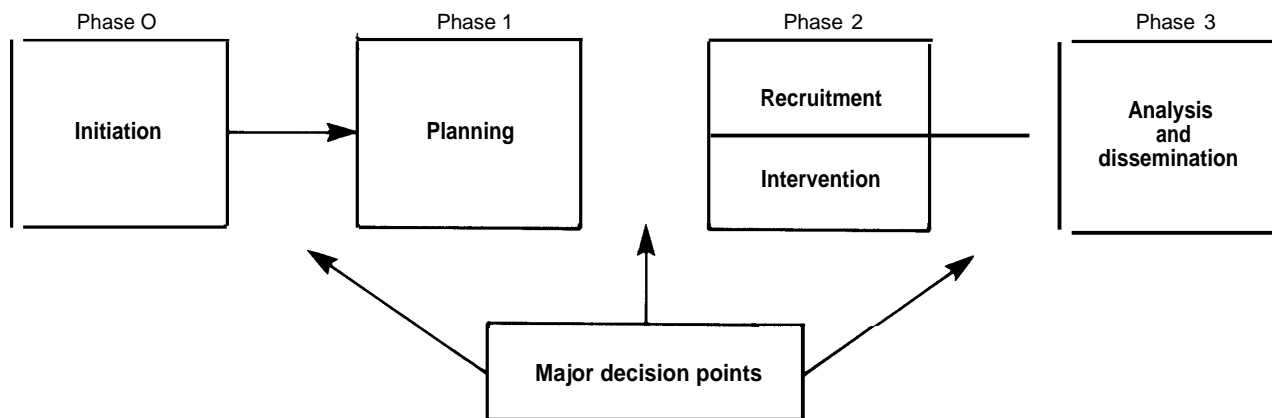 Phase O
Phase 1
Phase 2
Phase 3
Initiation
Planning
Recruitment
Intervention
Analysis
and
dissemination
Major decision points